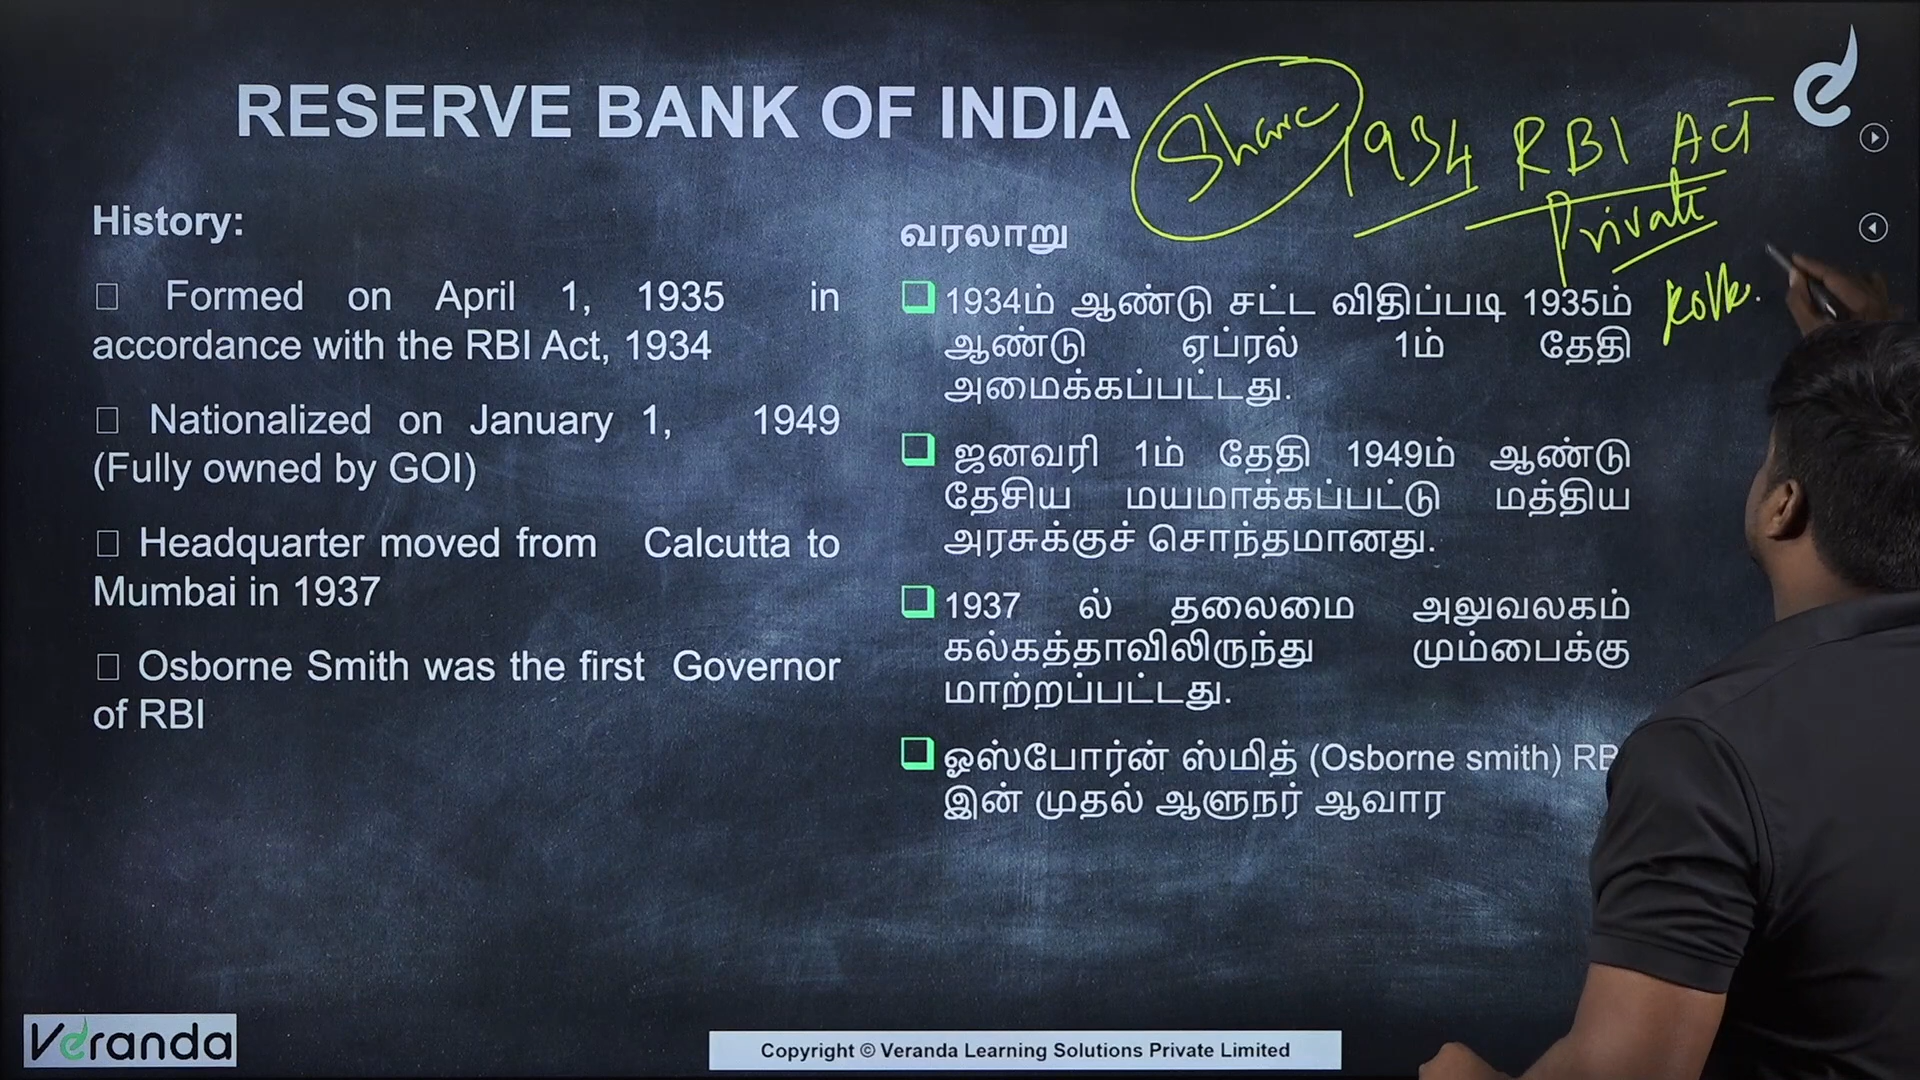 RESERVE BANK OF INDIA
Share
1934 RBI ACT
Private
History:
Formed on April 1, 1935 in
accordance with the RBI Act, 1934
Nationalized on January 1, 1949
(Fully owned by GOI)
Headquarter moved from Calcutta to
Mumbai in 1937
Osborne Smith was the first Governor
of RBI
வரலாறு
1934ம் ஆண்டு சட்ட விதிப்படி 1935ம்
ஆண்டு ஏப்ரல் 1ம் தேதி
அமைக்கப்பட்டது.
ஜனவரி 1ம் தேதி 1949ம் ஆண்டு
தேசிய மயமாக்கப்பட்டு மத்திய
அரசுக்குச் சொந்தமானது.
1937 ல் தலைமை அலுவலகம்
கல்கத்தாவிலிருந்து மும்பைக்கு
மாற்றப்பட்டது.
ஓஸ்போர்ன் ஸ்மித் (Osborne smith) RB
இன் முதல் ஆளுநர் ஆவார
Veranda
Copyright © Veranda Learning Solutions Private Limited